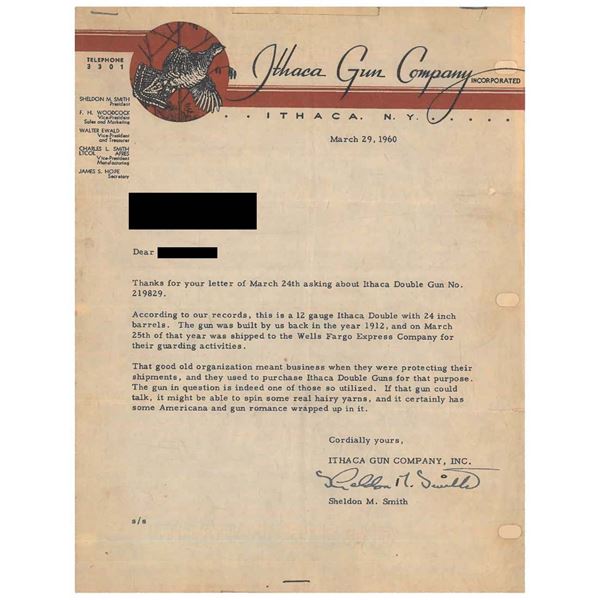 TELEPHONE
3301
Ithaca Gun Company INCORPORATED
ITHACA, N. Y.
SHELDON M. SMITH
President
F. H. WOODCOCK
Vice-President
Sales and Marketing
WALTER EWALD
Vice-President
and Treasurer
CHARLES L. SMITH
LTCOL AFRES
Vice-President
Manufacturing
JAMES S. HOPE
Secretary
March 29, 1960
Dear
Thanks for your letter of March 24th asking about Ithaca Double Gun No.
219829.
According to our records, this is a 12 gauge Ithaca Double with 24 inch
barrels. The gun was built by us back in the year 1912, and on March
25th of that year was shipped to the Wells Fargo Express Company for
their guarding activities.
That good old organization meant business when they were protecting their
shipments, and they used to purchase Ithaca Double Guns for that purpose.
The gun in question is indeed one of those so utilized. If that gun could
talk, it might be able to spin some real hairy yarns, and it certainly has
some Americana and gun romance wrapped up in it.
Cordially yours,
ITHACA GUN COMPANY, INC.
Sheldon M. Smith
Sheldon M. Smith
s/s